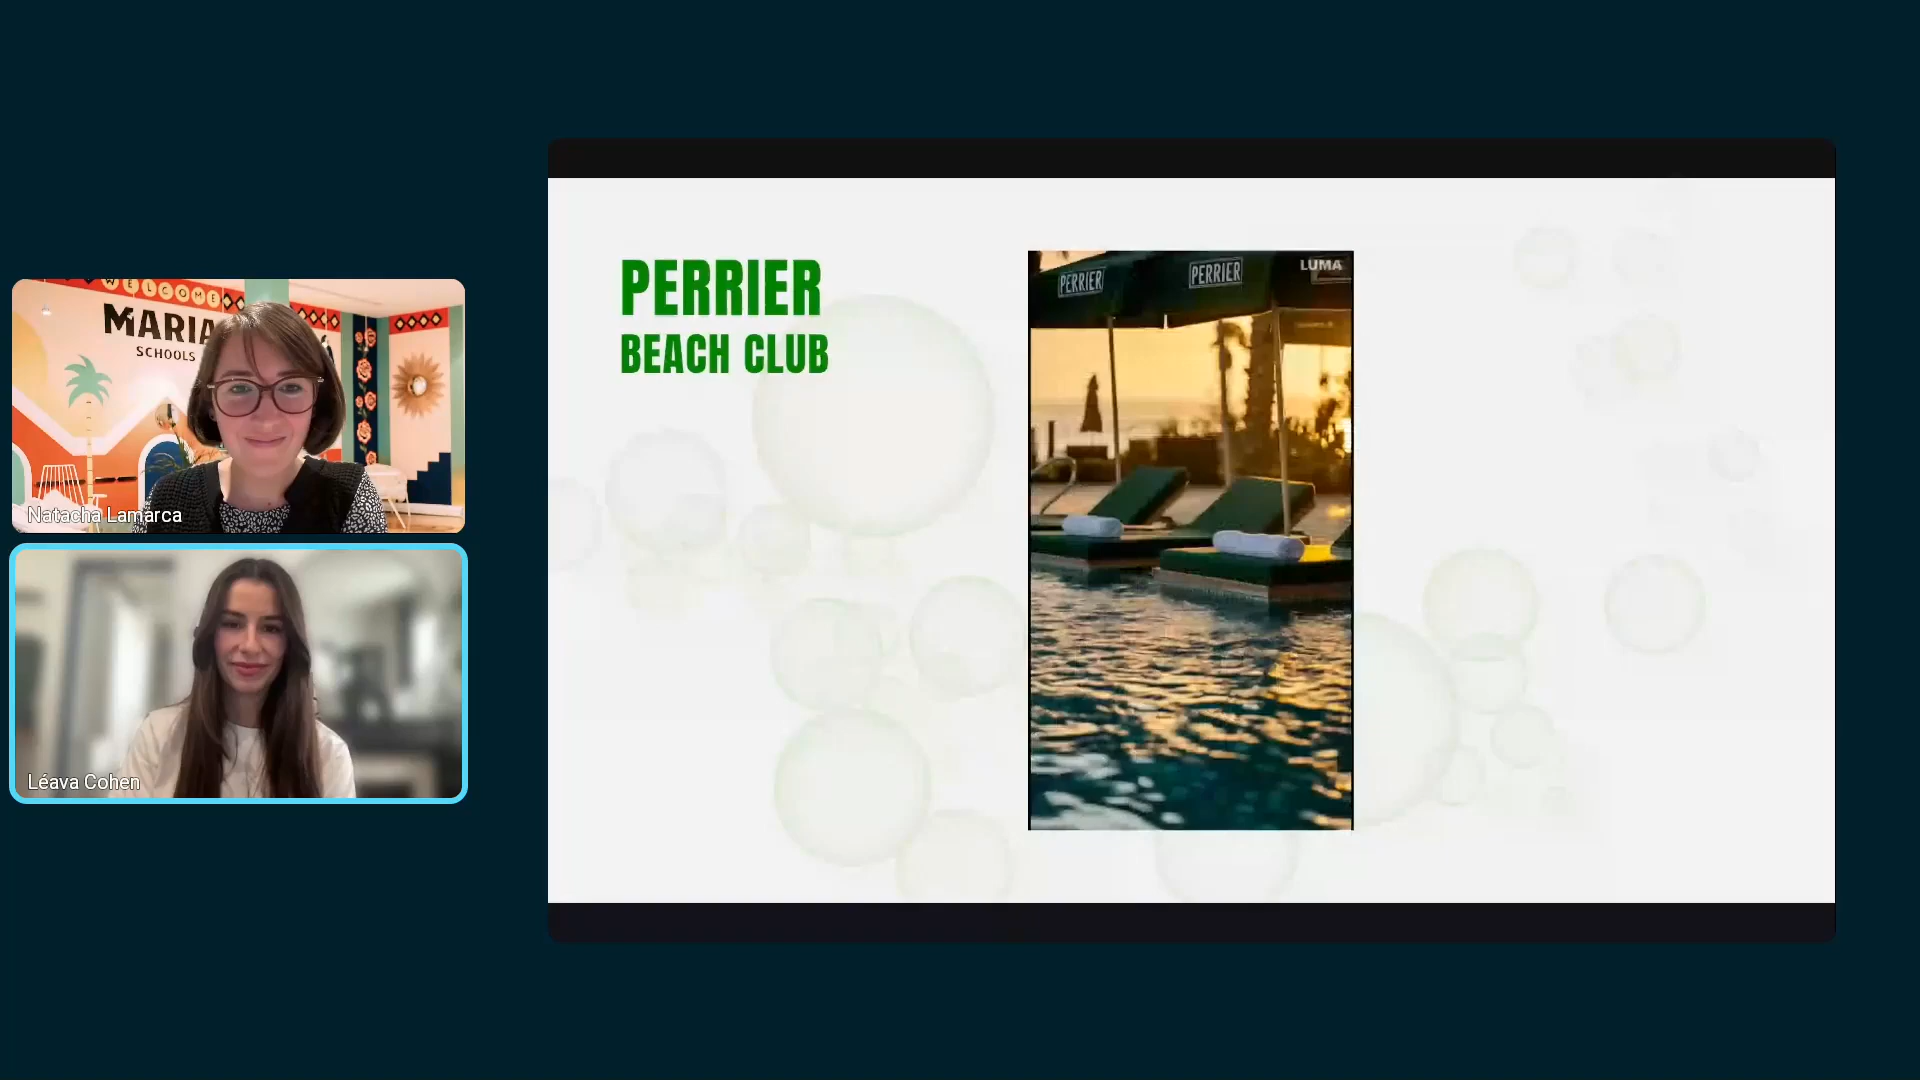 WELCOME
MARIA
SCHOOLS
Natacha Lamarca
Léava Cohen
PERRIER
BEACH CLUB
PERRIER
PERRIER
LUMA